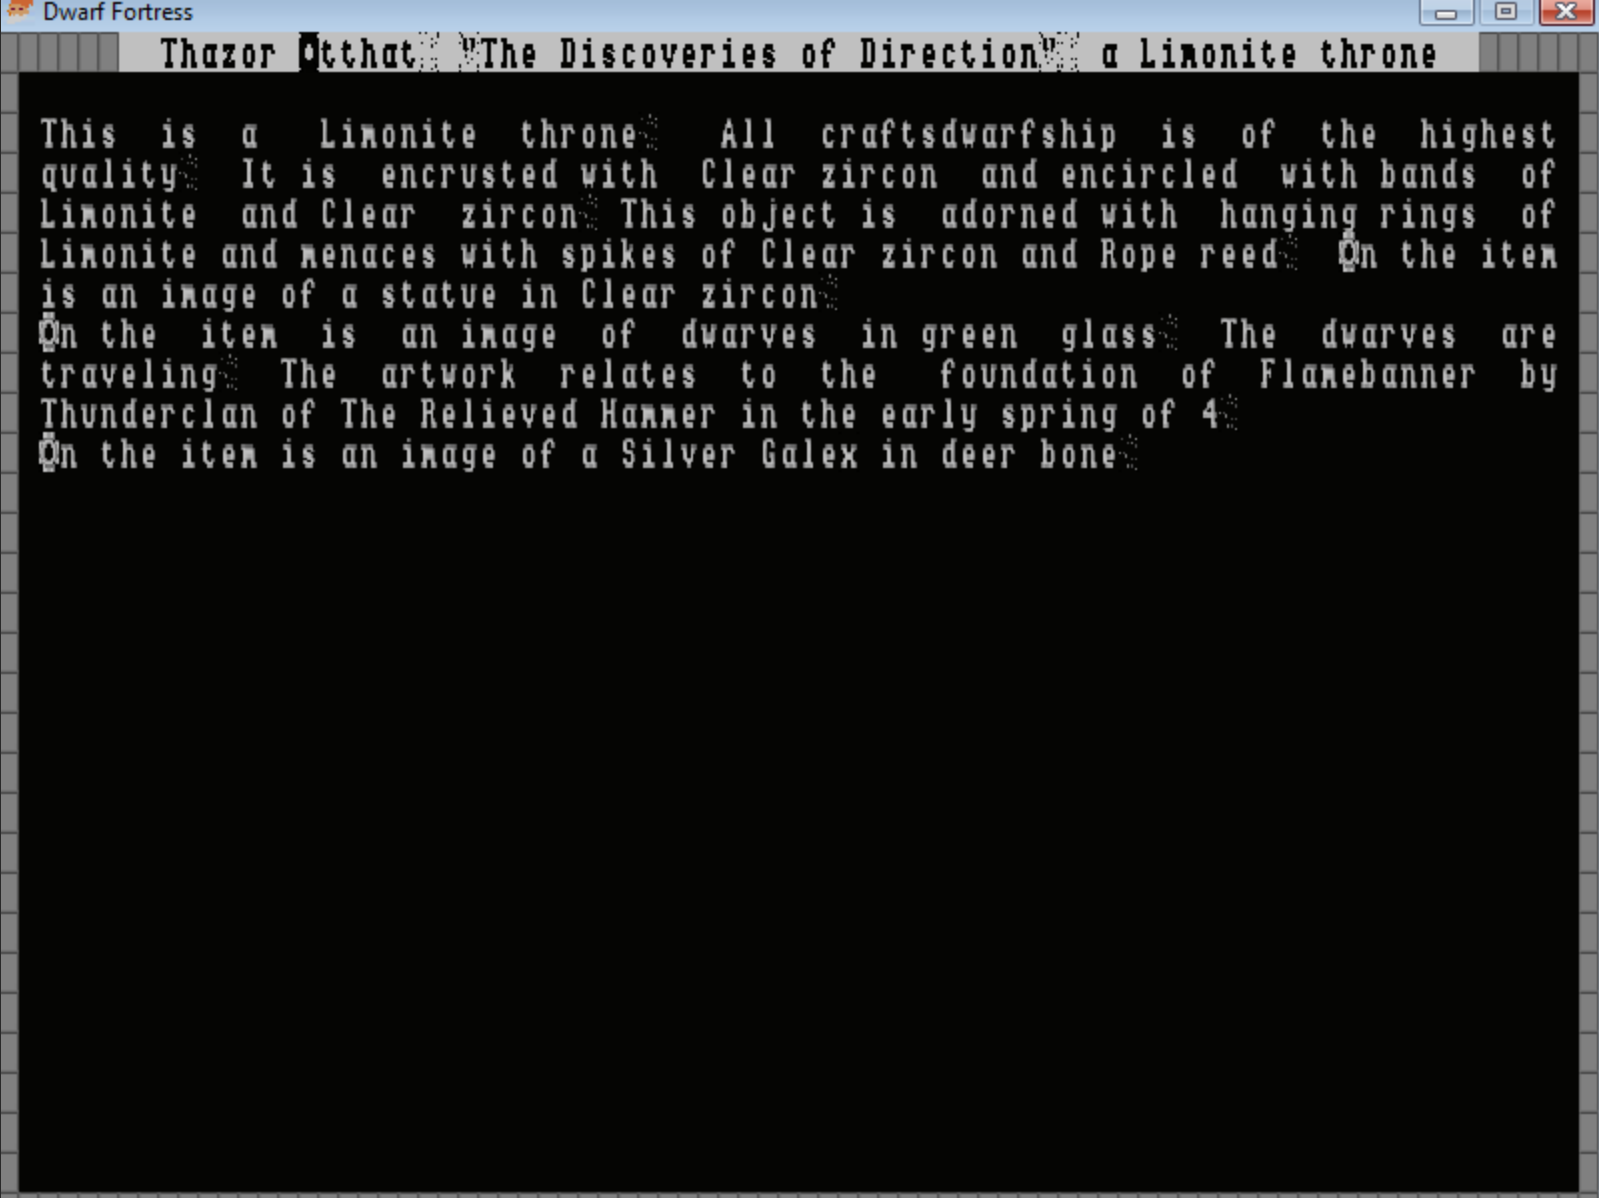 Dwarf Fortress
Thazor Otthat, "The Discoveries of Direction", a Limonite throne
This is a Limonite throne. All craftsdwarfship is of the highest
quality. It is encrusted with Clear zircon and encircled with bands of
Limonite and Clear zircon. This object is adorned with hanging rings of
Limonite and menaces with spikes of Clear zircon and Rope reed. On the item
is an image of a statue in Clear zircon.
On the item is an image of dwarves in green glass. The dwarves are
traveling. The artwork relates to the foundation of Flamebanner by
Thunderclan of The Relieved Hammer in the early spring of 4.
On the item is an image of a Silver Galex in deer bone.